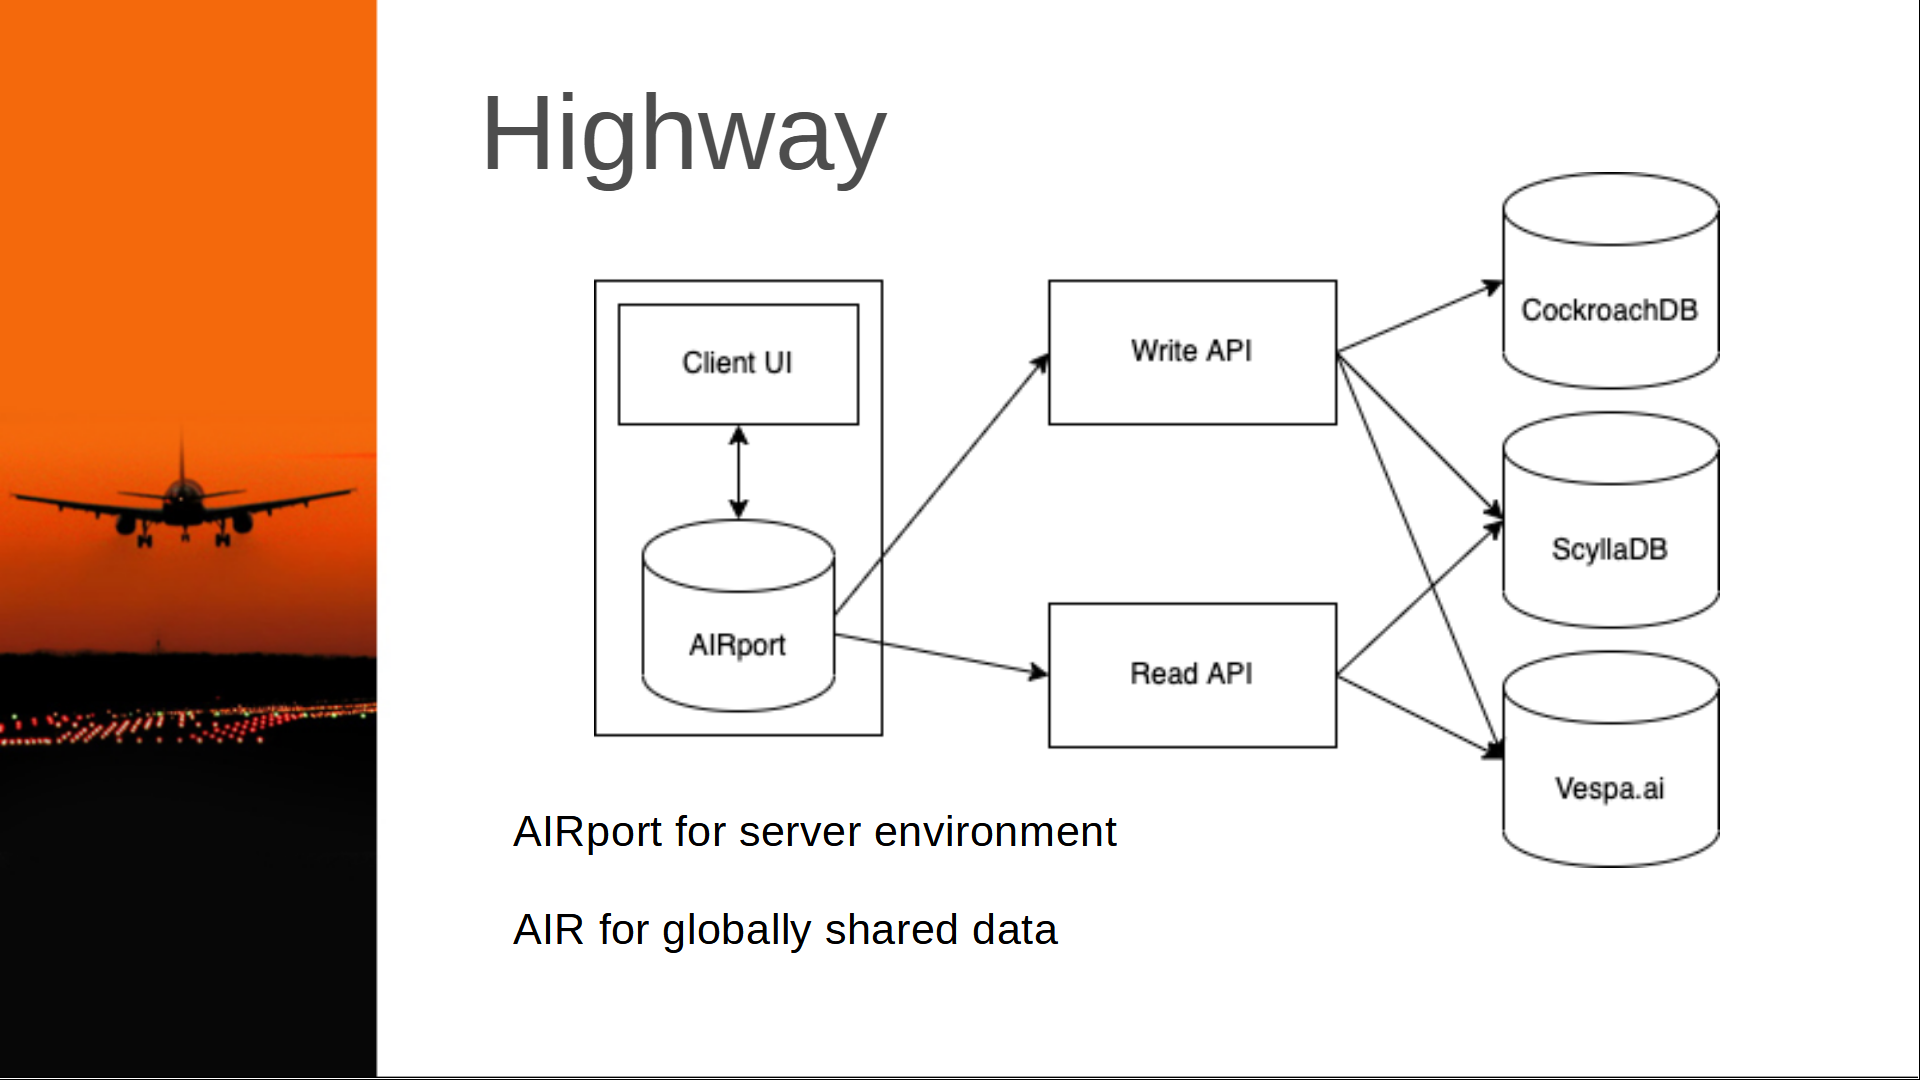 Highway
Client UI
AIRport
Write API
Read API
CockroachDB
ScyllaDB
Vespa.ai
AIRport for server environment
AIR for globally shared data